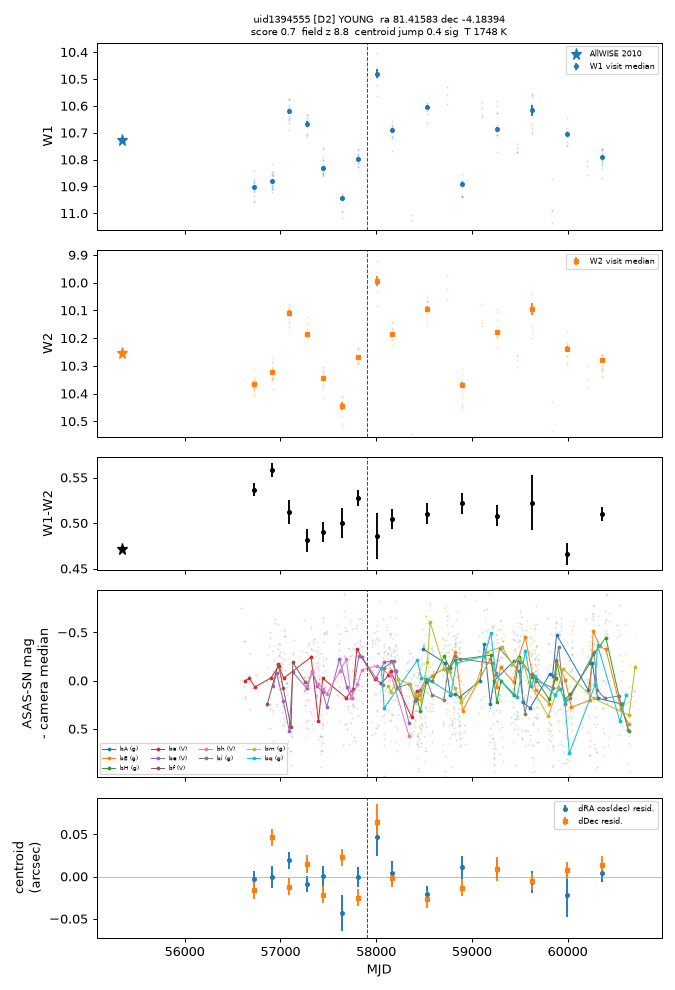 uid1394555 [D2] YOUNG ra 81.41583 dec -4.18394
score 0.7 field z 8.8 centroid jump 0.4 sig T 1748 K
10.4
10.5
10.6
10.7
10.8
10.9
11.0
W1
AllWISE 2010
W1 visit median
9.9
10.0
10.1
10.2
10.3
10.4
10.5
W2
W2 visit median
0.55
0.50
0.45
W1-W2
−0.5
0.0
0.5
ASAS-SN mag
- camera median
bA (g)
bE (g)
bH (g)
ba (V)
be (V)
bf (V)
bh (V)
bi (g)
bm (g)
bq (g)
0.05
0.00
−0.05
centroid
(arcsec)
dRA cos(dec) resid.
dDec resid.
56000 57000 58000 59000 60000
MJD